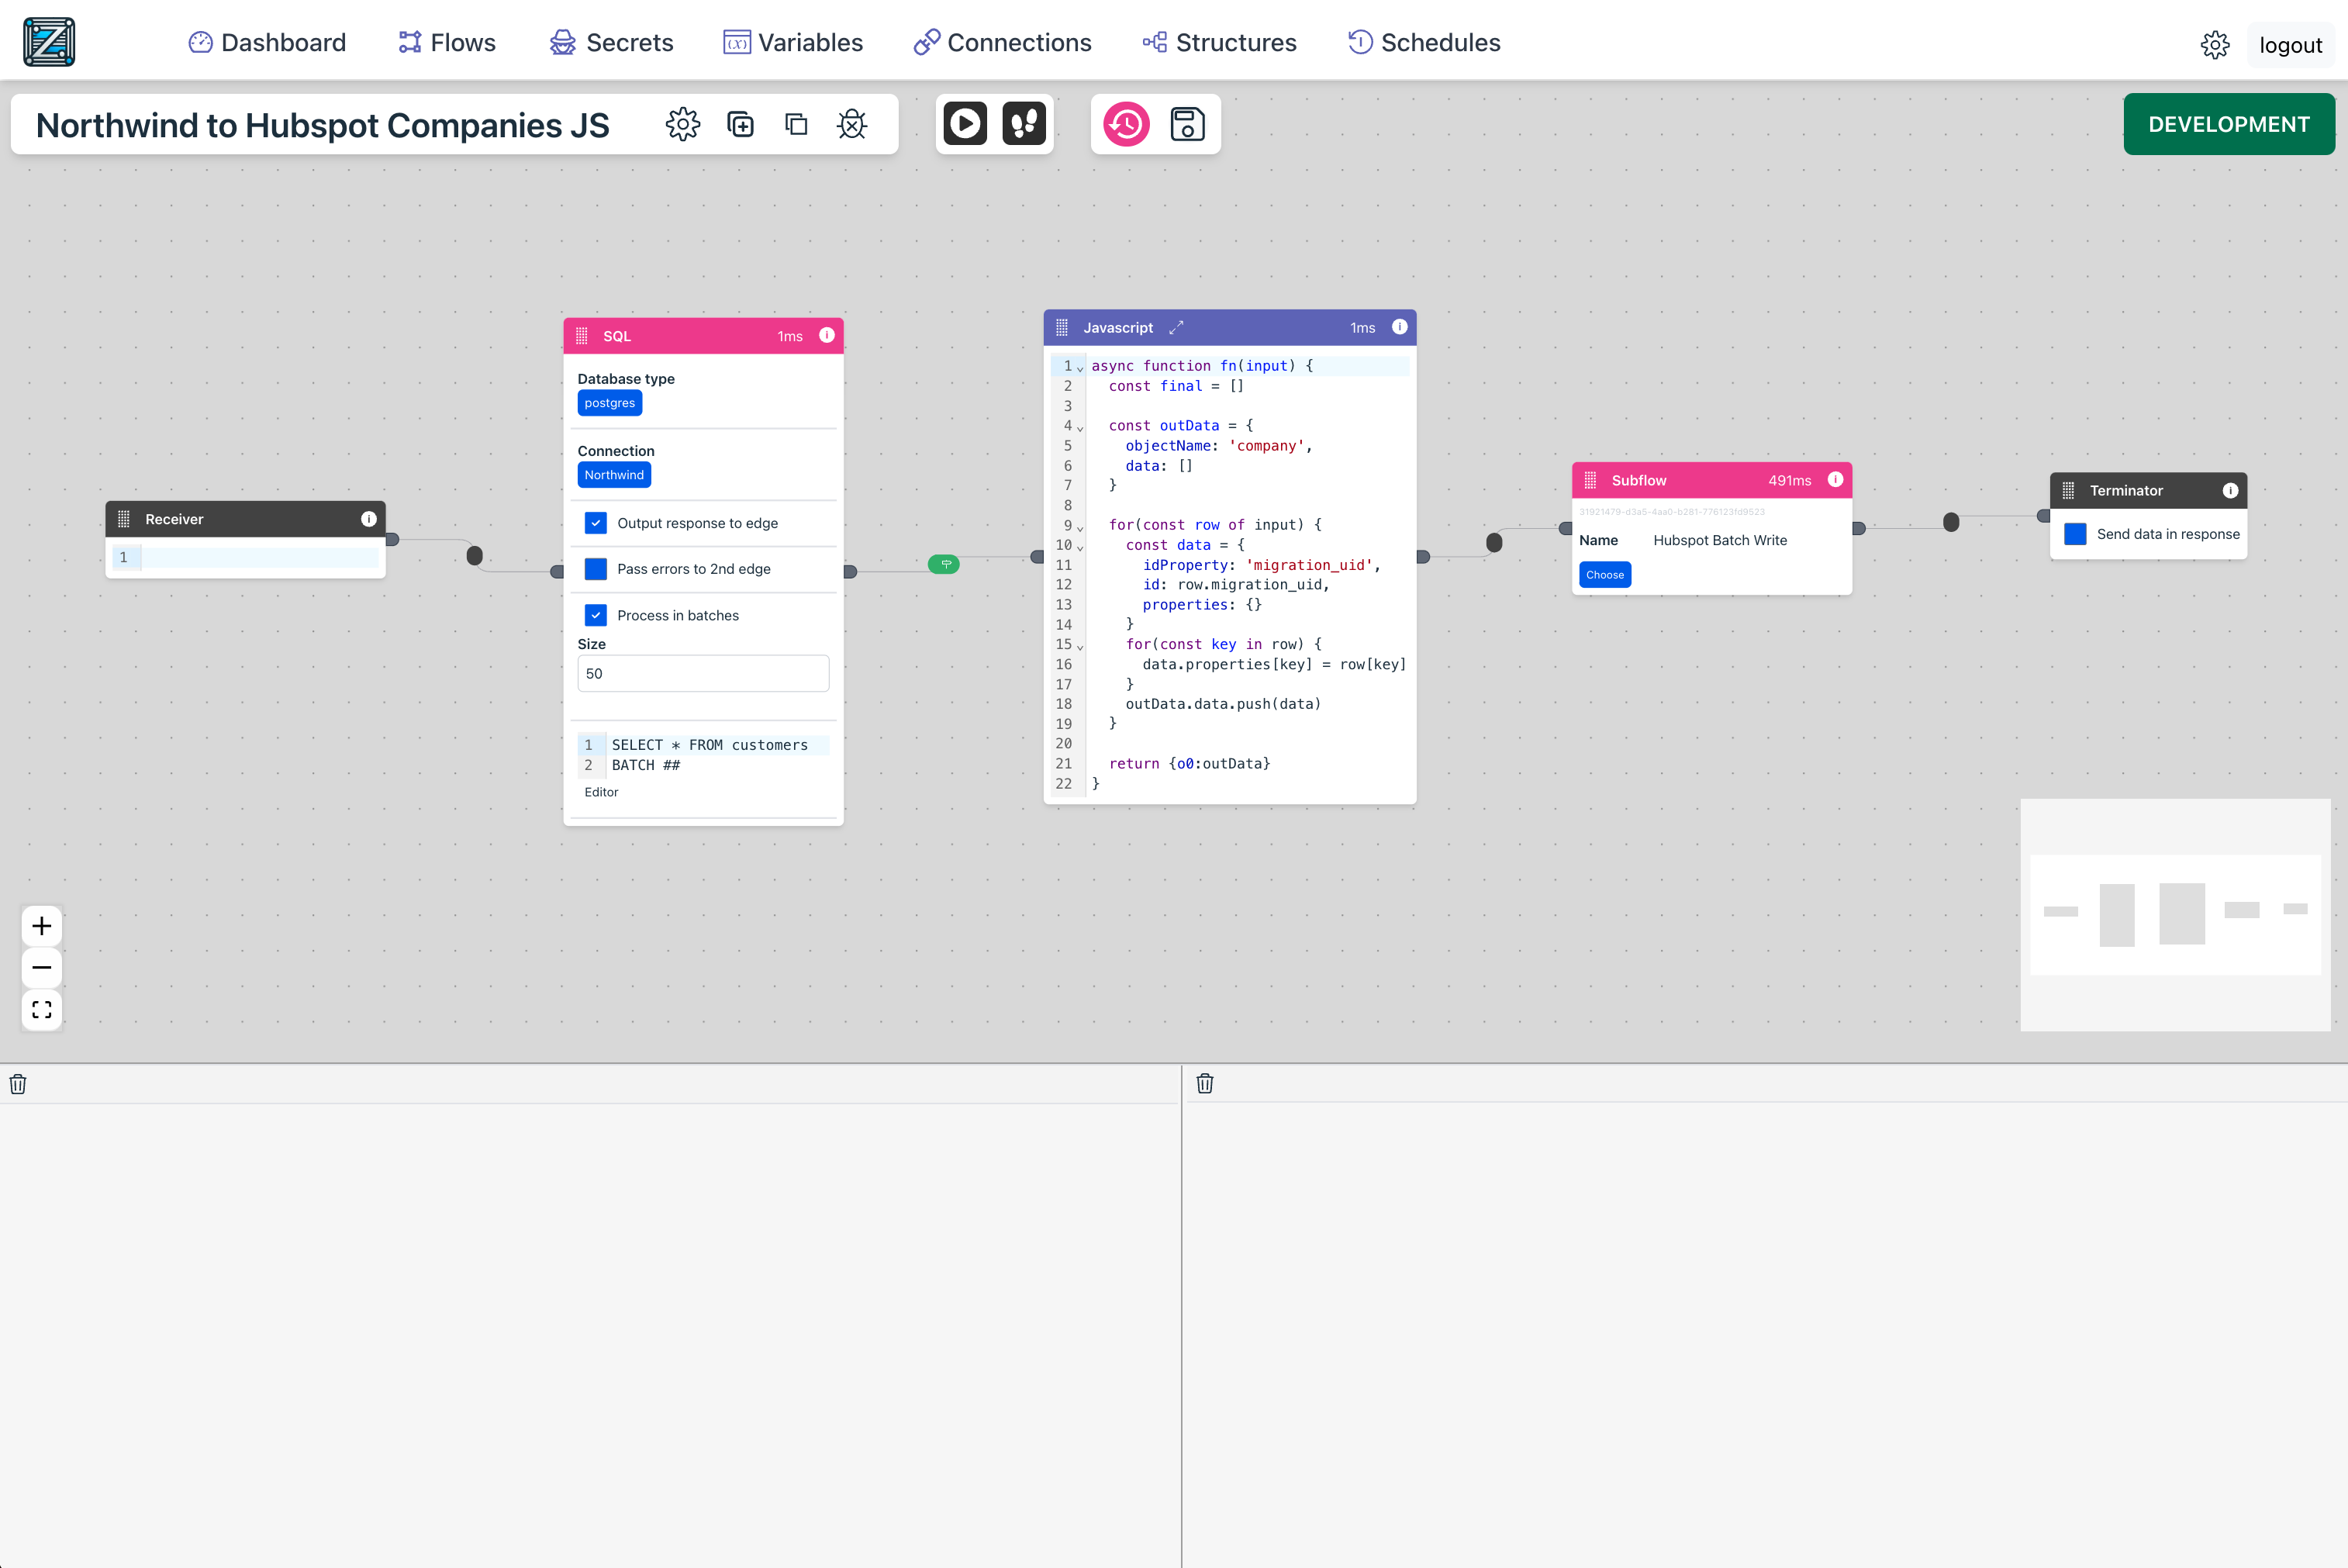 Dashboard
Flows
Secrets
Variables
Connections
Structures
Schedules
logout
Northwind to Hubspot Companies JS
DEVELOPMENT
Receiver
1
SQL 1ms
Database type
postgres
Connection
Northwind
Output response to edge
Pass errors to 2nd edge
Process in batches
Size
50
1 SELECT * FROM customers
2 BATCH ##
Editor
Javascript 1ms
1 async function fn(input) {
2 const final = []
3
4 const outData = {
5 objectName: 'company',
6 data: []
7 }
8
9 for(const row of input) {
10 const data = {
11 idProperty: 'migration_uid',
12 id: row.migration_uid,
13 properties: {}
14 }
15 for(const key in row) {
16 data.properties[key] = row[key]
17 }
18 outData.data.push(data)
19 }
20
21 return {o0:outData}
22 }
Subflow 491ms
31921479-d3a5-4aa0-b281-776123fd9523
Name Hubspot Batch Write
Choose
Terminator
Send data in response